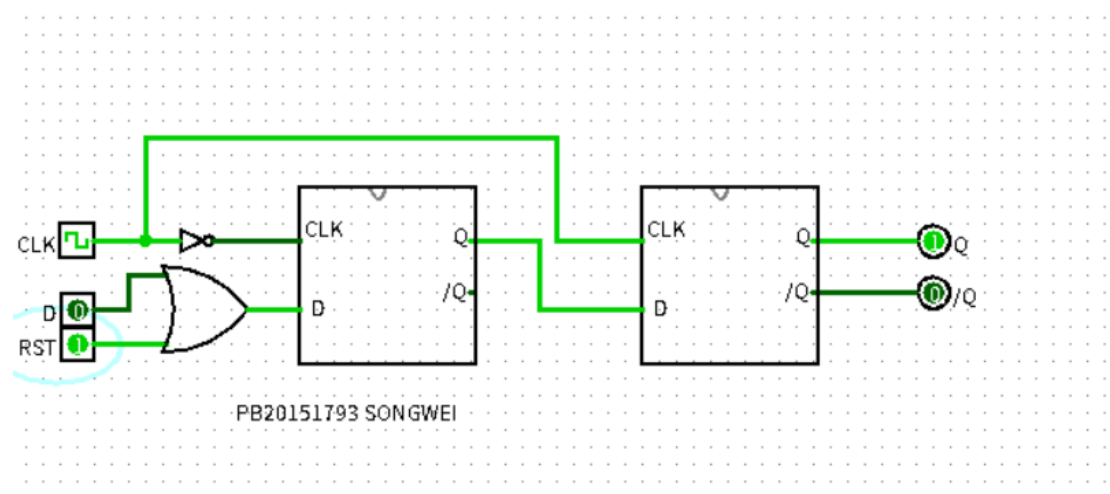 CLK
CLK
Q
/Q
D
CLK
Q
/Q
D
1 Q
0 /Q
D 0
RST 1
PB20151793 SONGWEI